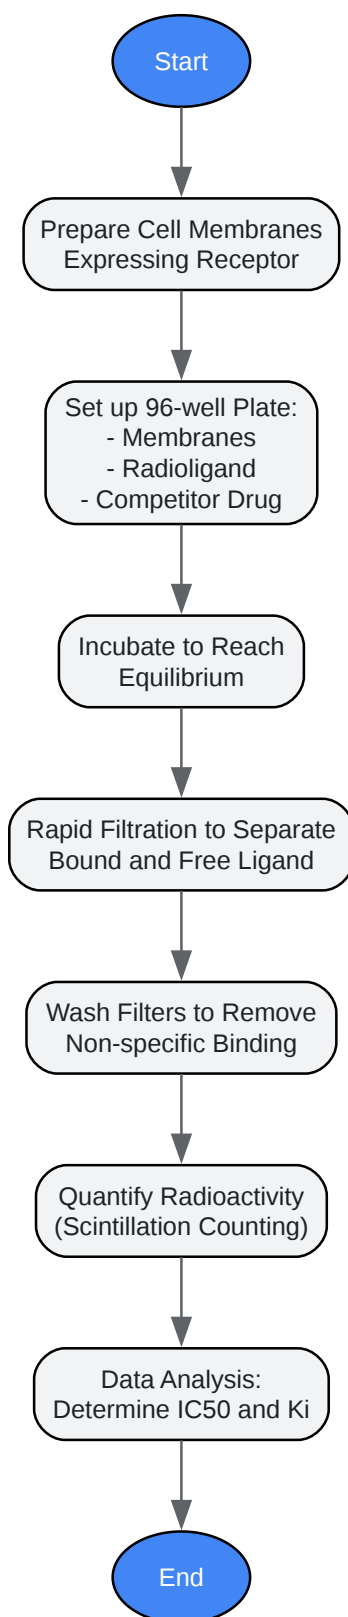 Start
Prepare Cell Membranes
Expressing Receptor
Set up 96-well Plate:
- Membranes
- Radioligand
- Competitor Drug
Incubate to Reach
Equilibrium
Rapid Filtration to Separate
Bound and Free Ligand
Wash Filters to Remove
Non-specific Binding
Quantify Radioactivity
(Scintillation Counting)
Data Analysis:
Determine IC50 and Ki
End